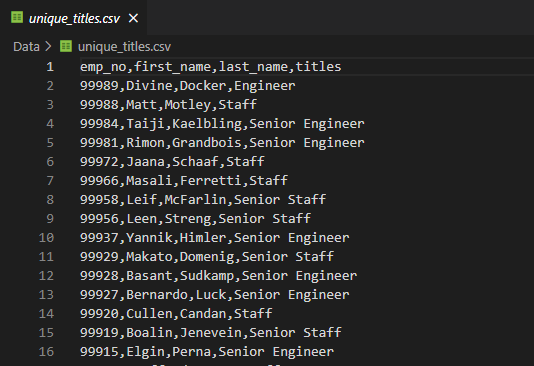 unique_titles.csv
Data > unique_titles.csv
1 emp_no,first_name,last_name,titles
2 99989,Divine,Docker,Engineer
3 99988,Matt,Motley,Staff
4 99984,Taiji,Kaelbling,Senior Engineer
5 99981,Rimon,Grandbois,Senior Engineer
6 99972,Jaana,Schaaf,Staff
7 99966,Masali,Ferretti,Staff
8 99958,Leif,McFarlin,Senior Staff
9 99956,Leen,Streng,Senior Staff
10 99937,Yannik,Himler,Senior Engineer
11 99929,Makato,Domenig,Senior Staff
12 99928,Basant,Sudkamp,Senior Engineer
13 99927,Bernardo,Luck,Senior Engineer
14 99920,Cullen,Candan,Staff
15 99919,Boalin,Jenevein,Senior Staff
16 99915,Elgin,Perna,Senior Engineer